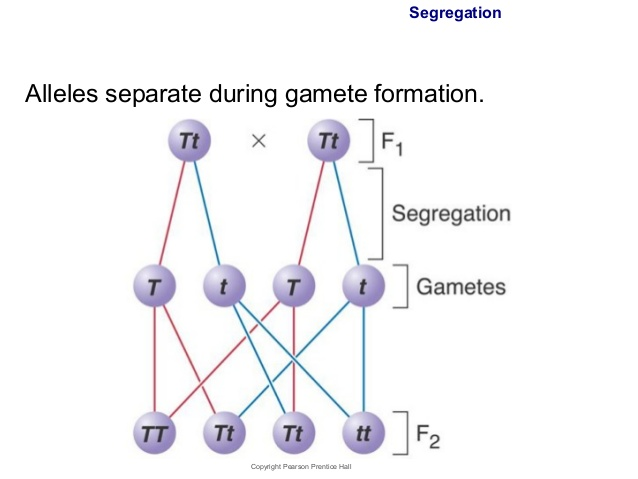 Segregation
Alleles separate during gamete formation.
Tt × Tt F1
Segregation
T t T t Gametes
TT Tt Tt tt F2
Copyright Pearson Prentice Hall